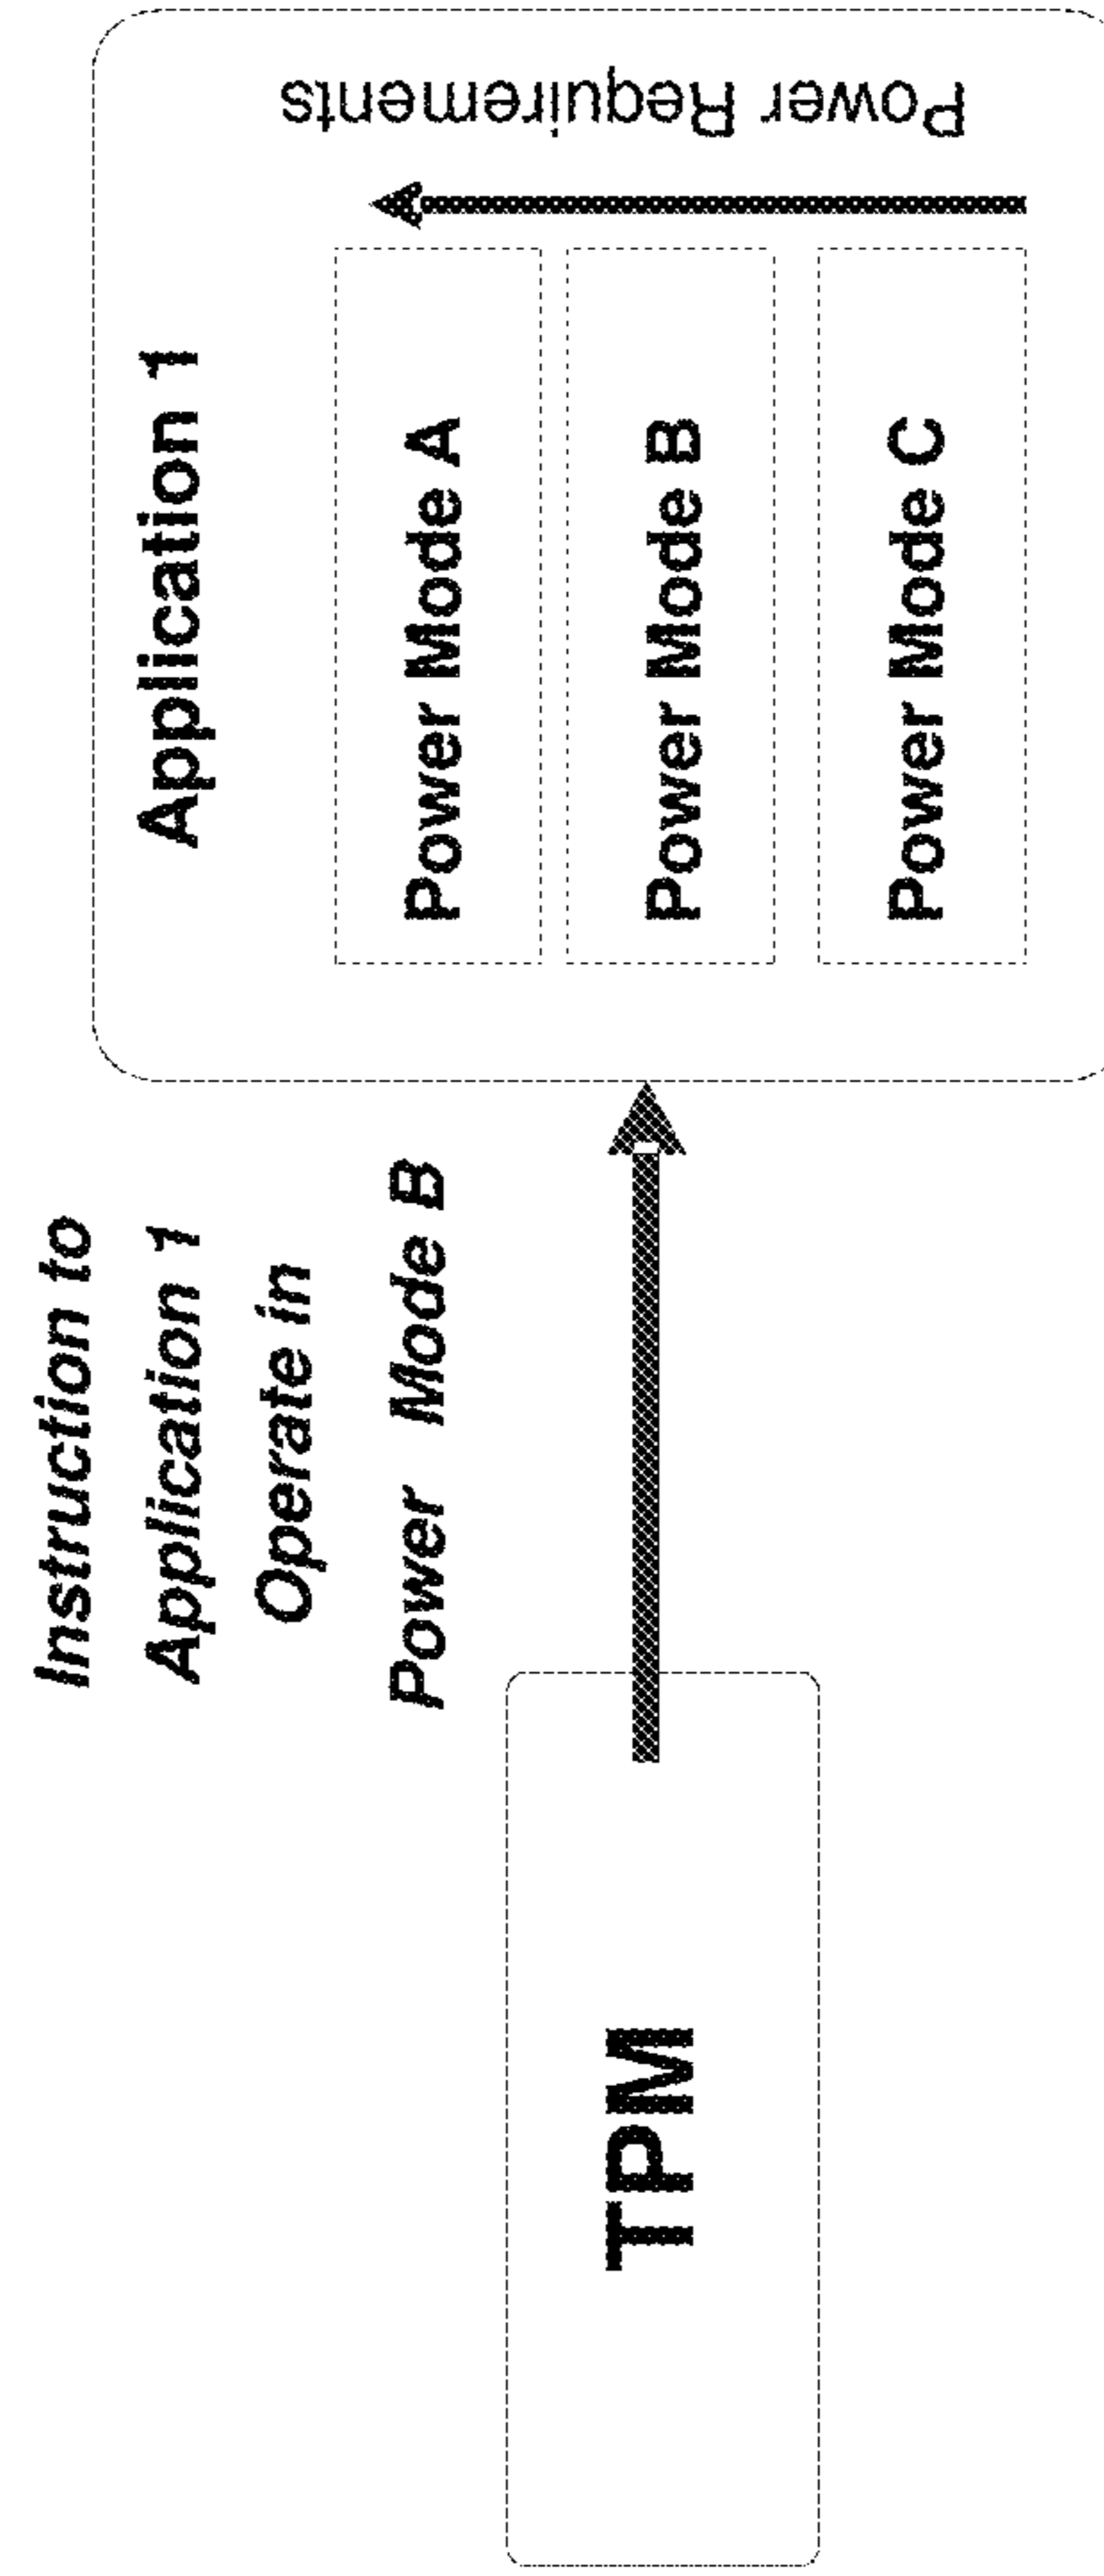 TPM
Instruction to
Application 1
Operate in
Power Mode B
Application 1
Power Mode A
Power Mode B
Power Mode C
Power Requirements